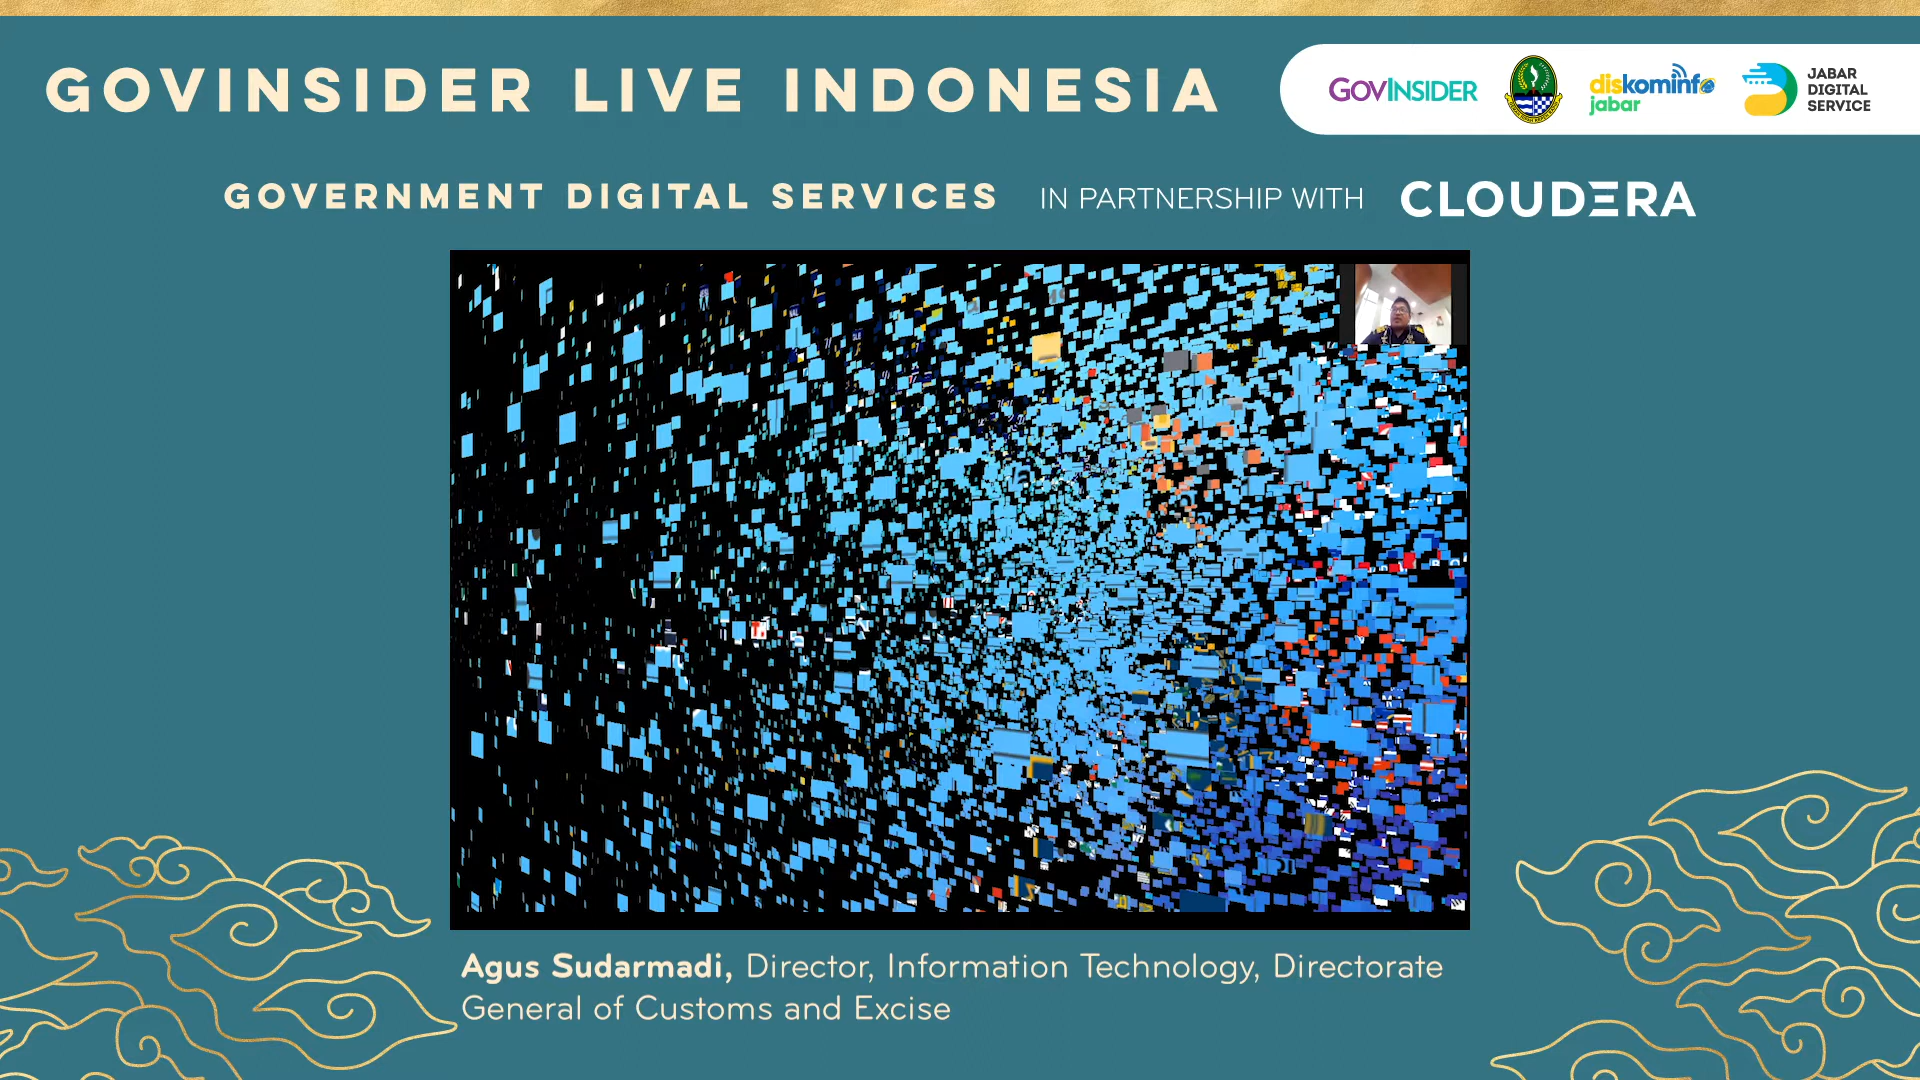 GOVINSIDER LIVE INDONESIA
GOVINSIDER
diskominfo
jabar
JABAR
DIGITAL
SERVICE
GOVERNMENT DIGITAL SERVICES IN PARTNERSHIP WITH CLOUDERA
Agus Sudarmadi, Director, Information Technology, Directorate
General of Customs and Excise